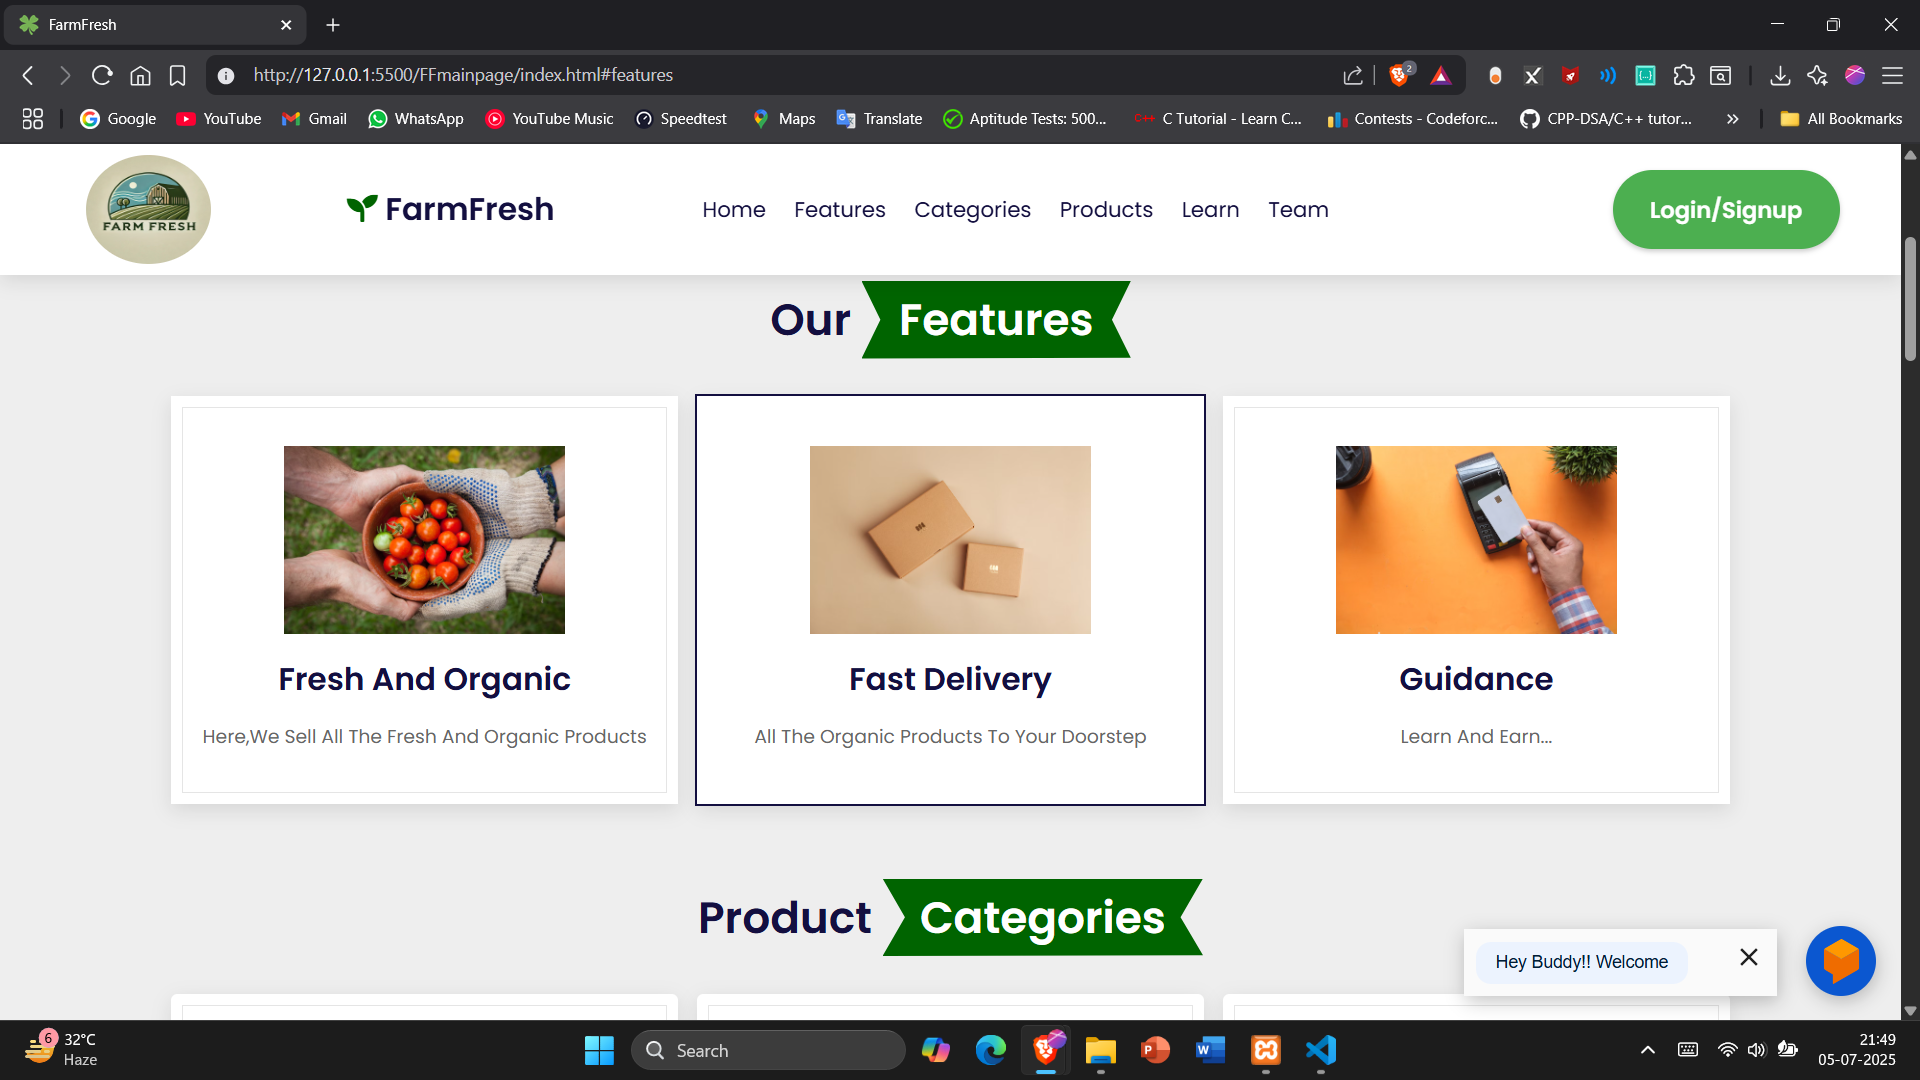 FarmFresh
http://127.0.0.1:5500/FFmainpage/index.html#features
2
Google YouTube Gmail WhatsApp YouTube Music Speedtest Maps Translate Aptitude Tests: 500... C Tutorial - Learn C... Contests - Codeforc... CPP-DSA/C++ tutor... » All Bookmarks
FARM FRESH
FarmFresh
Home Features Categories Products Learn Team
Login/Signup
Our Features
Fresh And Organic
Here,We Sell All The Fresh And Organic Products
Fast Delivery
All The Organic Products To Your Doorstep
Guidance
Learn And Earn...
Product Categories
Hey Buddy!! Welcome
6
32°C
Haze
Search
21:49
05-07-2025